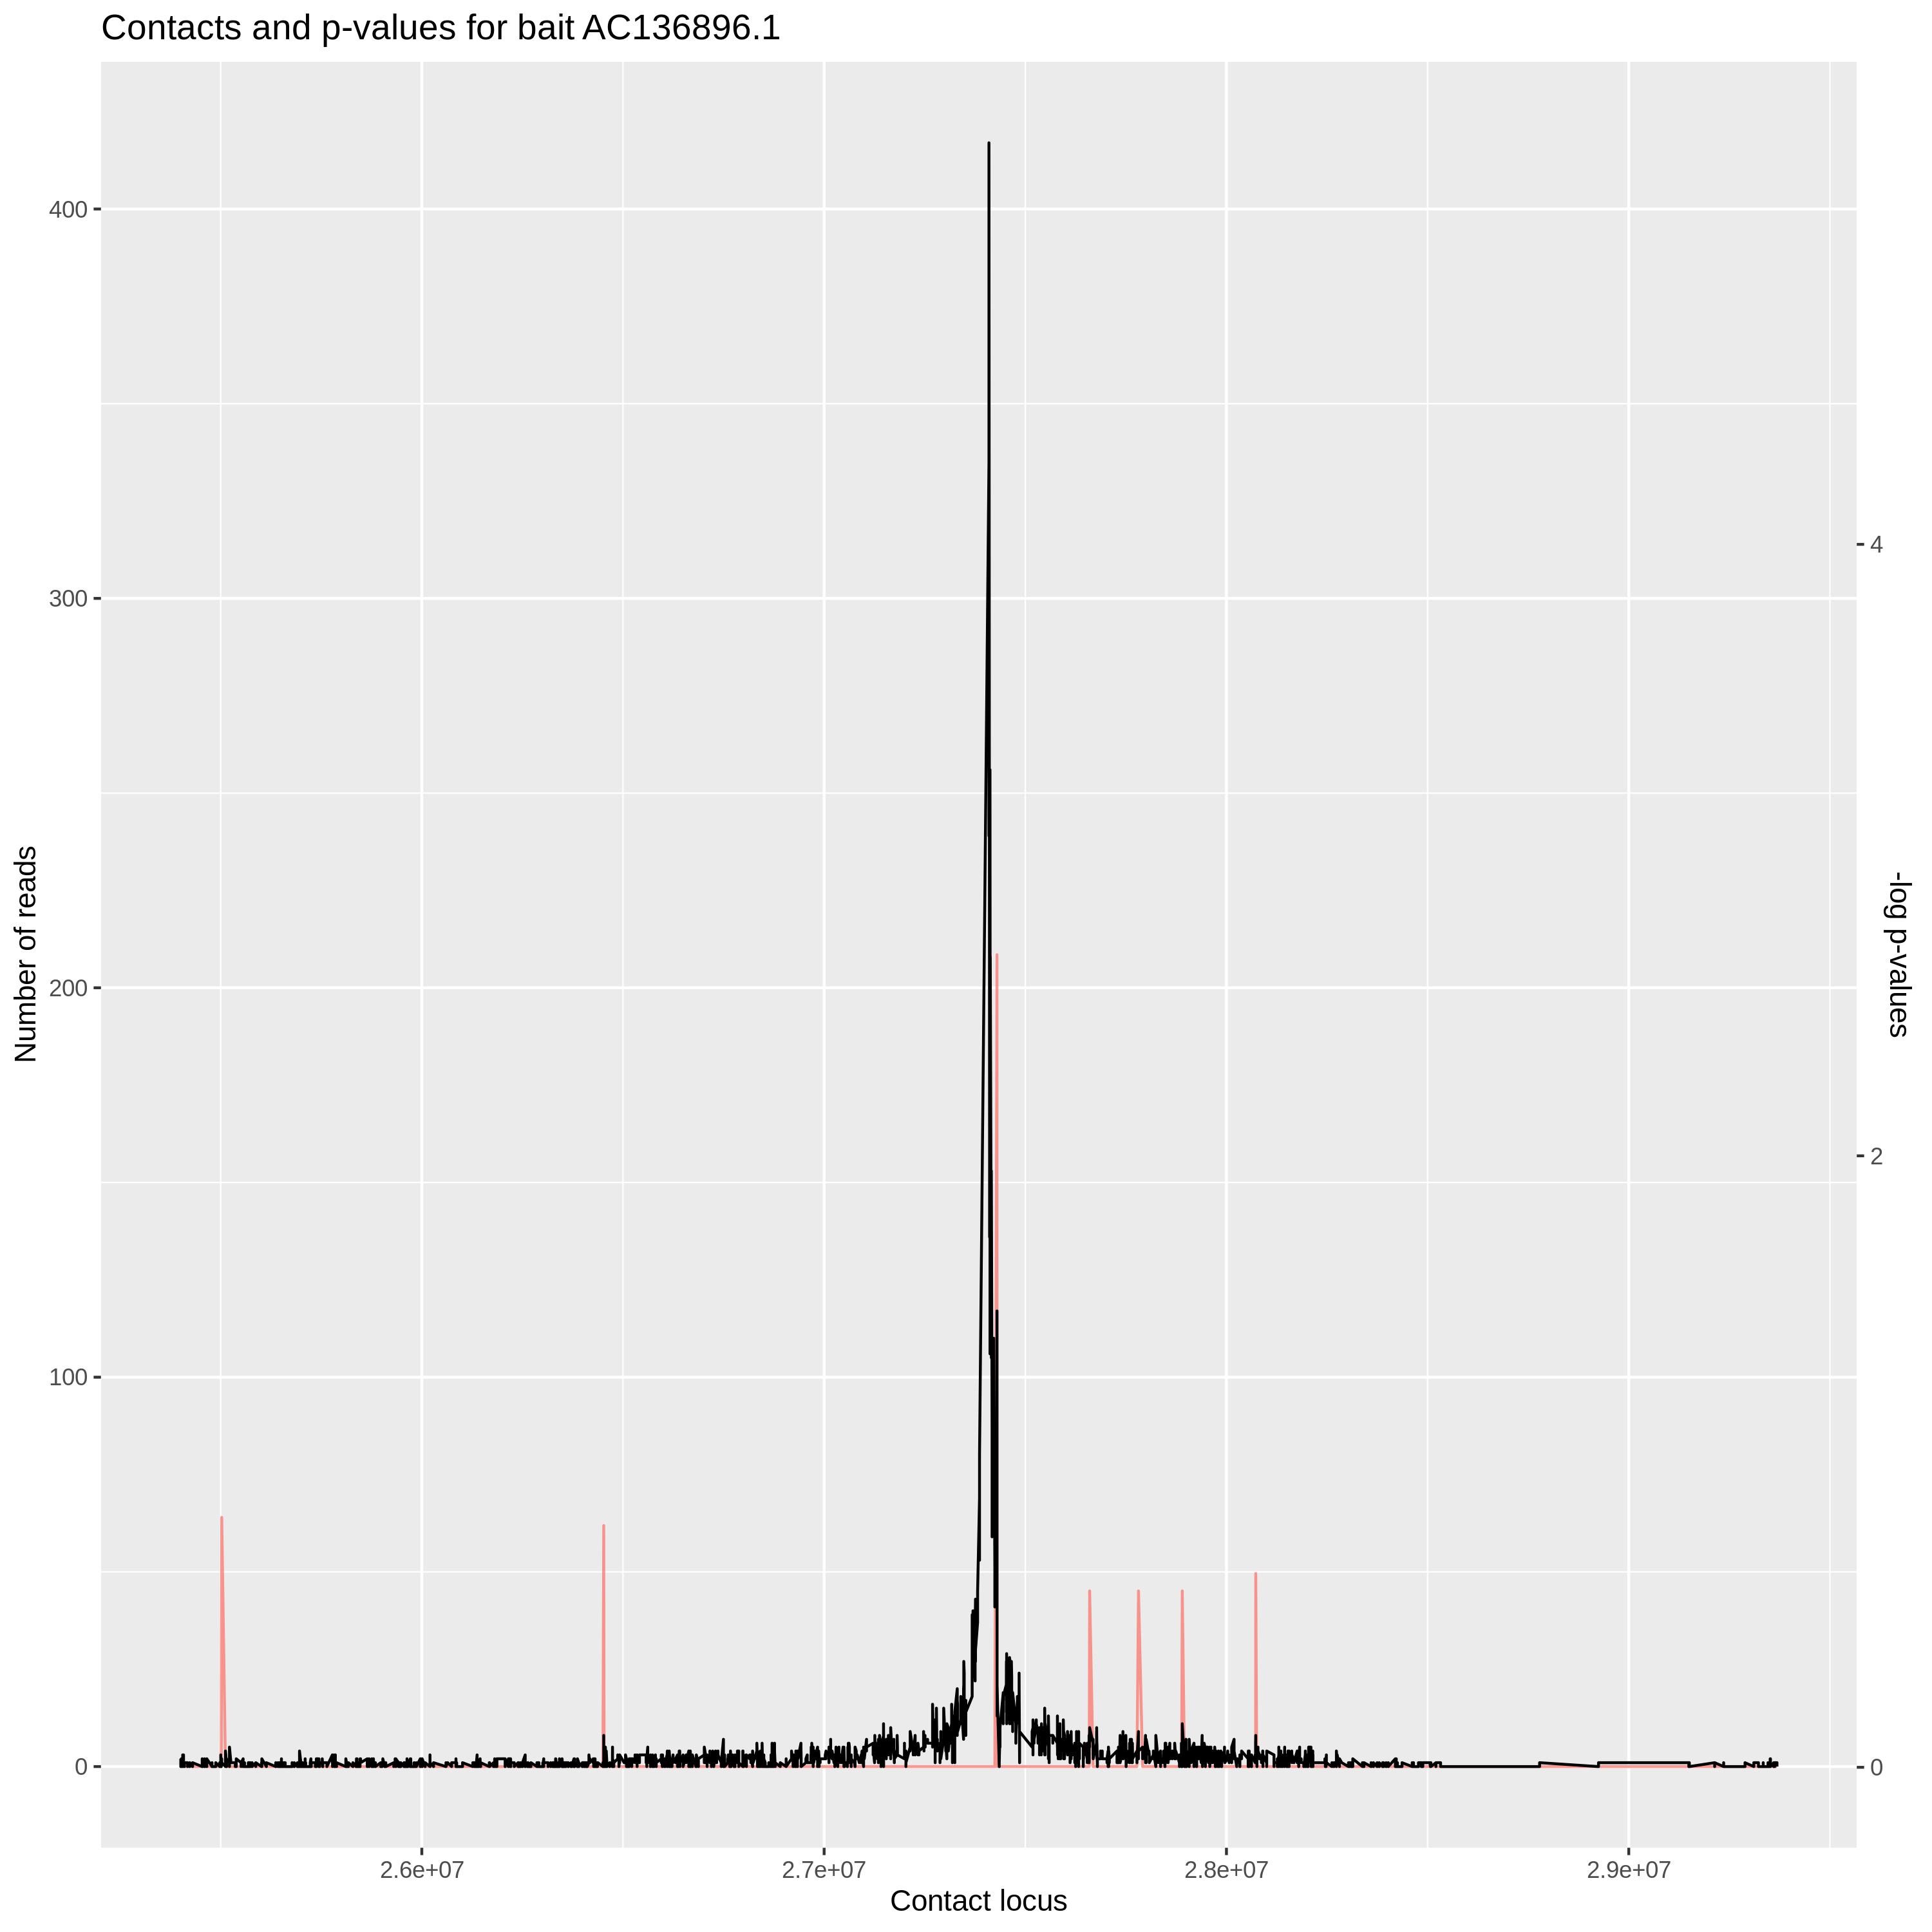 Contacts and p-values for bait AC136896.1
400
300
200
100
0
Number of reads
4
2
0
-log p-values
2.6e+07
2.7e+07
2.8e+07
2.9e+07
Contact locus